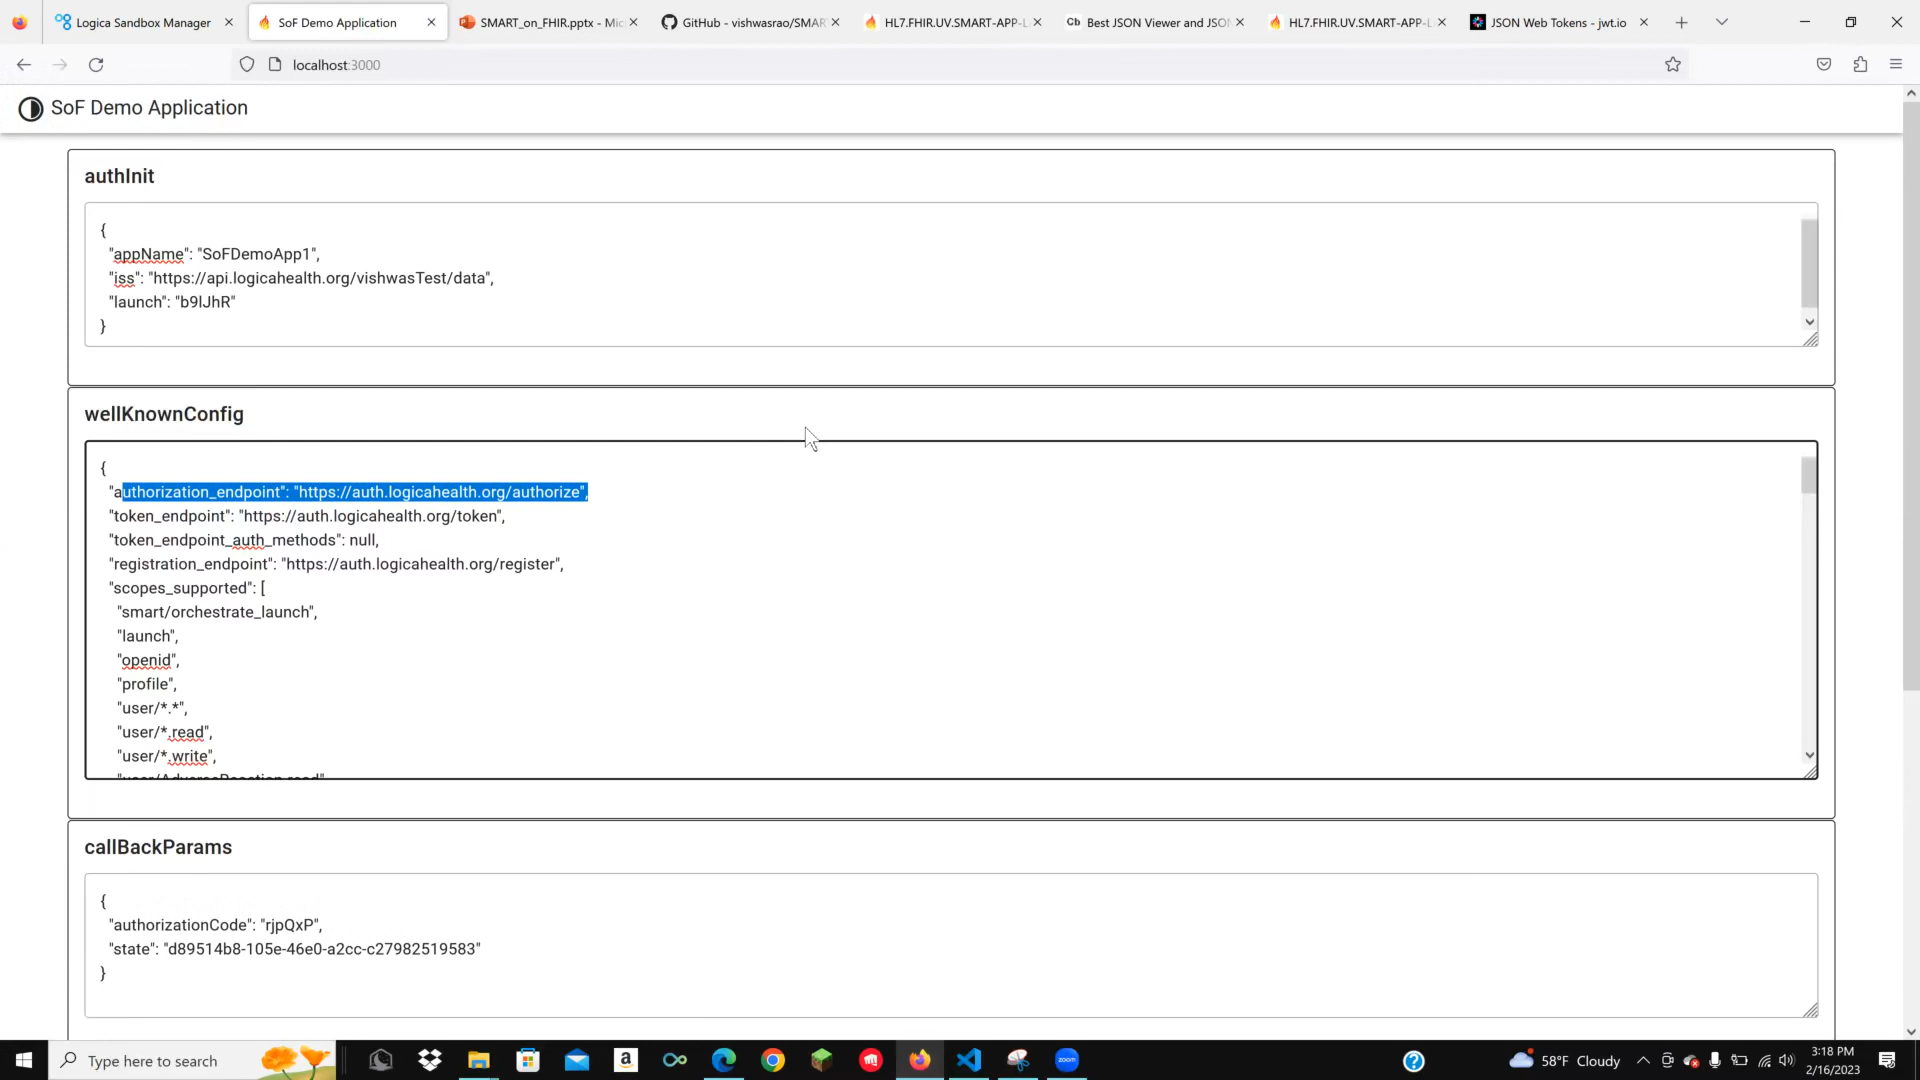 Logica Sandbox Manager
SoF Demo Application
SMART_on_FHIR.pptx - Mic
GitHub - vishwasrao/SMAR
HL7.FHIR.UV.SMART-APP-L
Cb Best JSON Viewer and JSON
HL7.FHIR.UV.SMART-APP-L
JSON Web Tokens - jwt.io
localhost:3000
SoF Demo Application
authInit
{
"appName": "SoFDemoApp1",
"iss": "https://api.logicahealth.org/vishwasTest/data",
"launch": "b9lJhR"
}
wellKnownConfig
{
"authorization_endpoint": "https://auth.logicahealth.org/authorize",
"token_endpoint": "https://auth.logicahealth.org/token",
"token_endpoint_auth_methods": null,
"registration_endpoint": "https://auth.logicahealth.org/register",
"scopes_supported": [
"smart/orchestrate_launch",
"launch",
"openid",
"profile",
"user/*.*",
"user/*.read",
"user/*.write",
"user/AdverseReaction.read"
callBackParams
{
"authorizationCode": "rjpQxP",
"state": "d89514b8-105e-46e0-a2cc-c27982519583"
}
Type here to search
a
zoom
58°F Cloudy
3:18 PM
2/16/2023